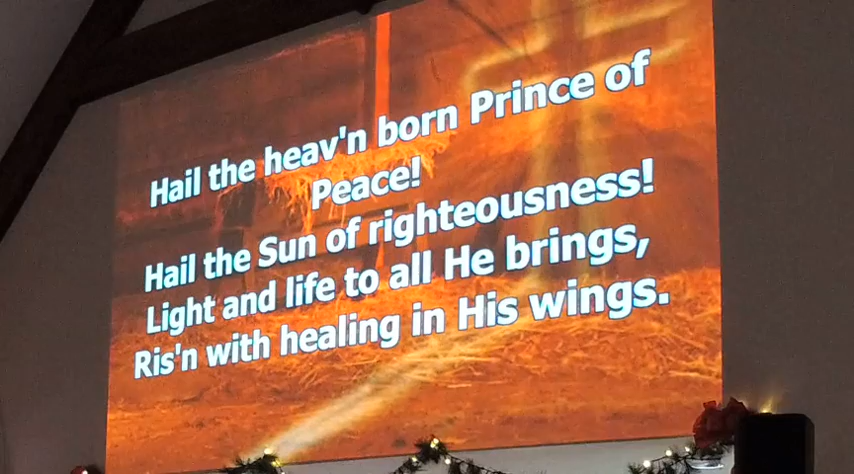 Hail the heav'n born Prince of
Peace!
Hail the Sun of righteousness!
Light and life to all He brings,
Ris'n with healing in His wings.